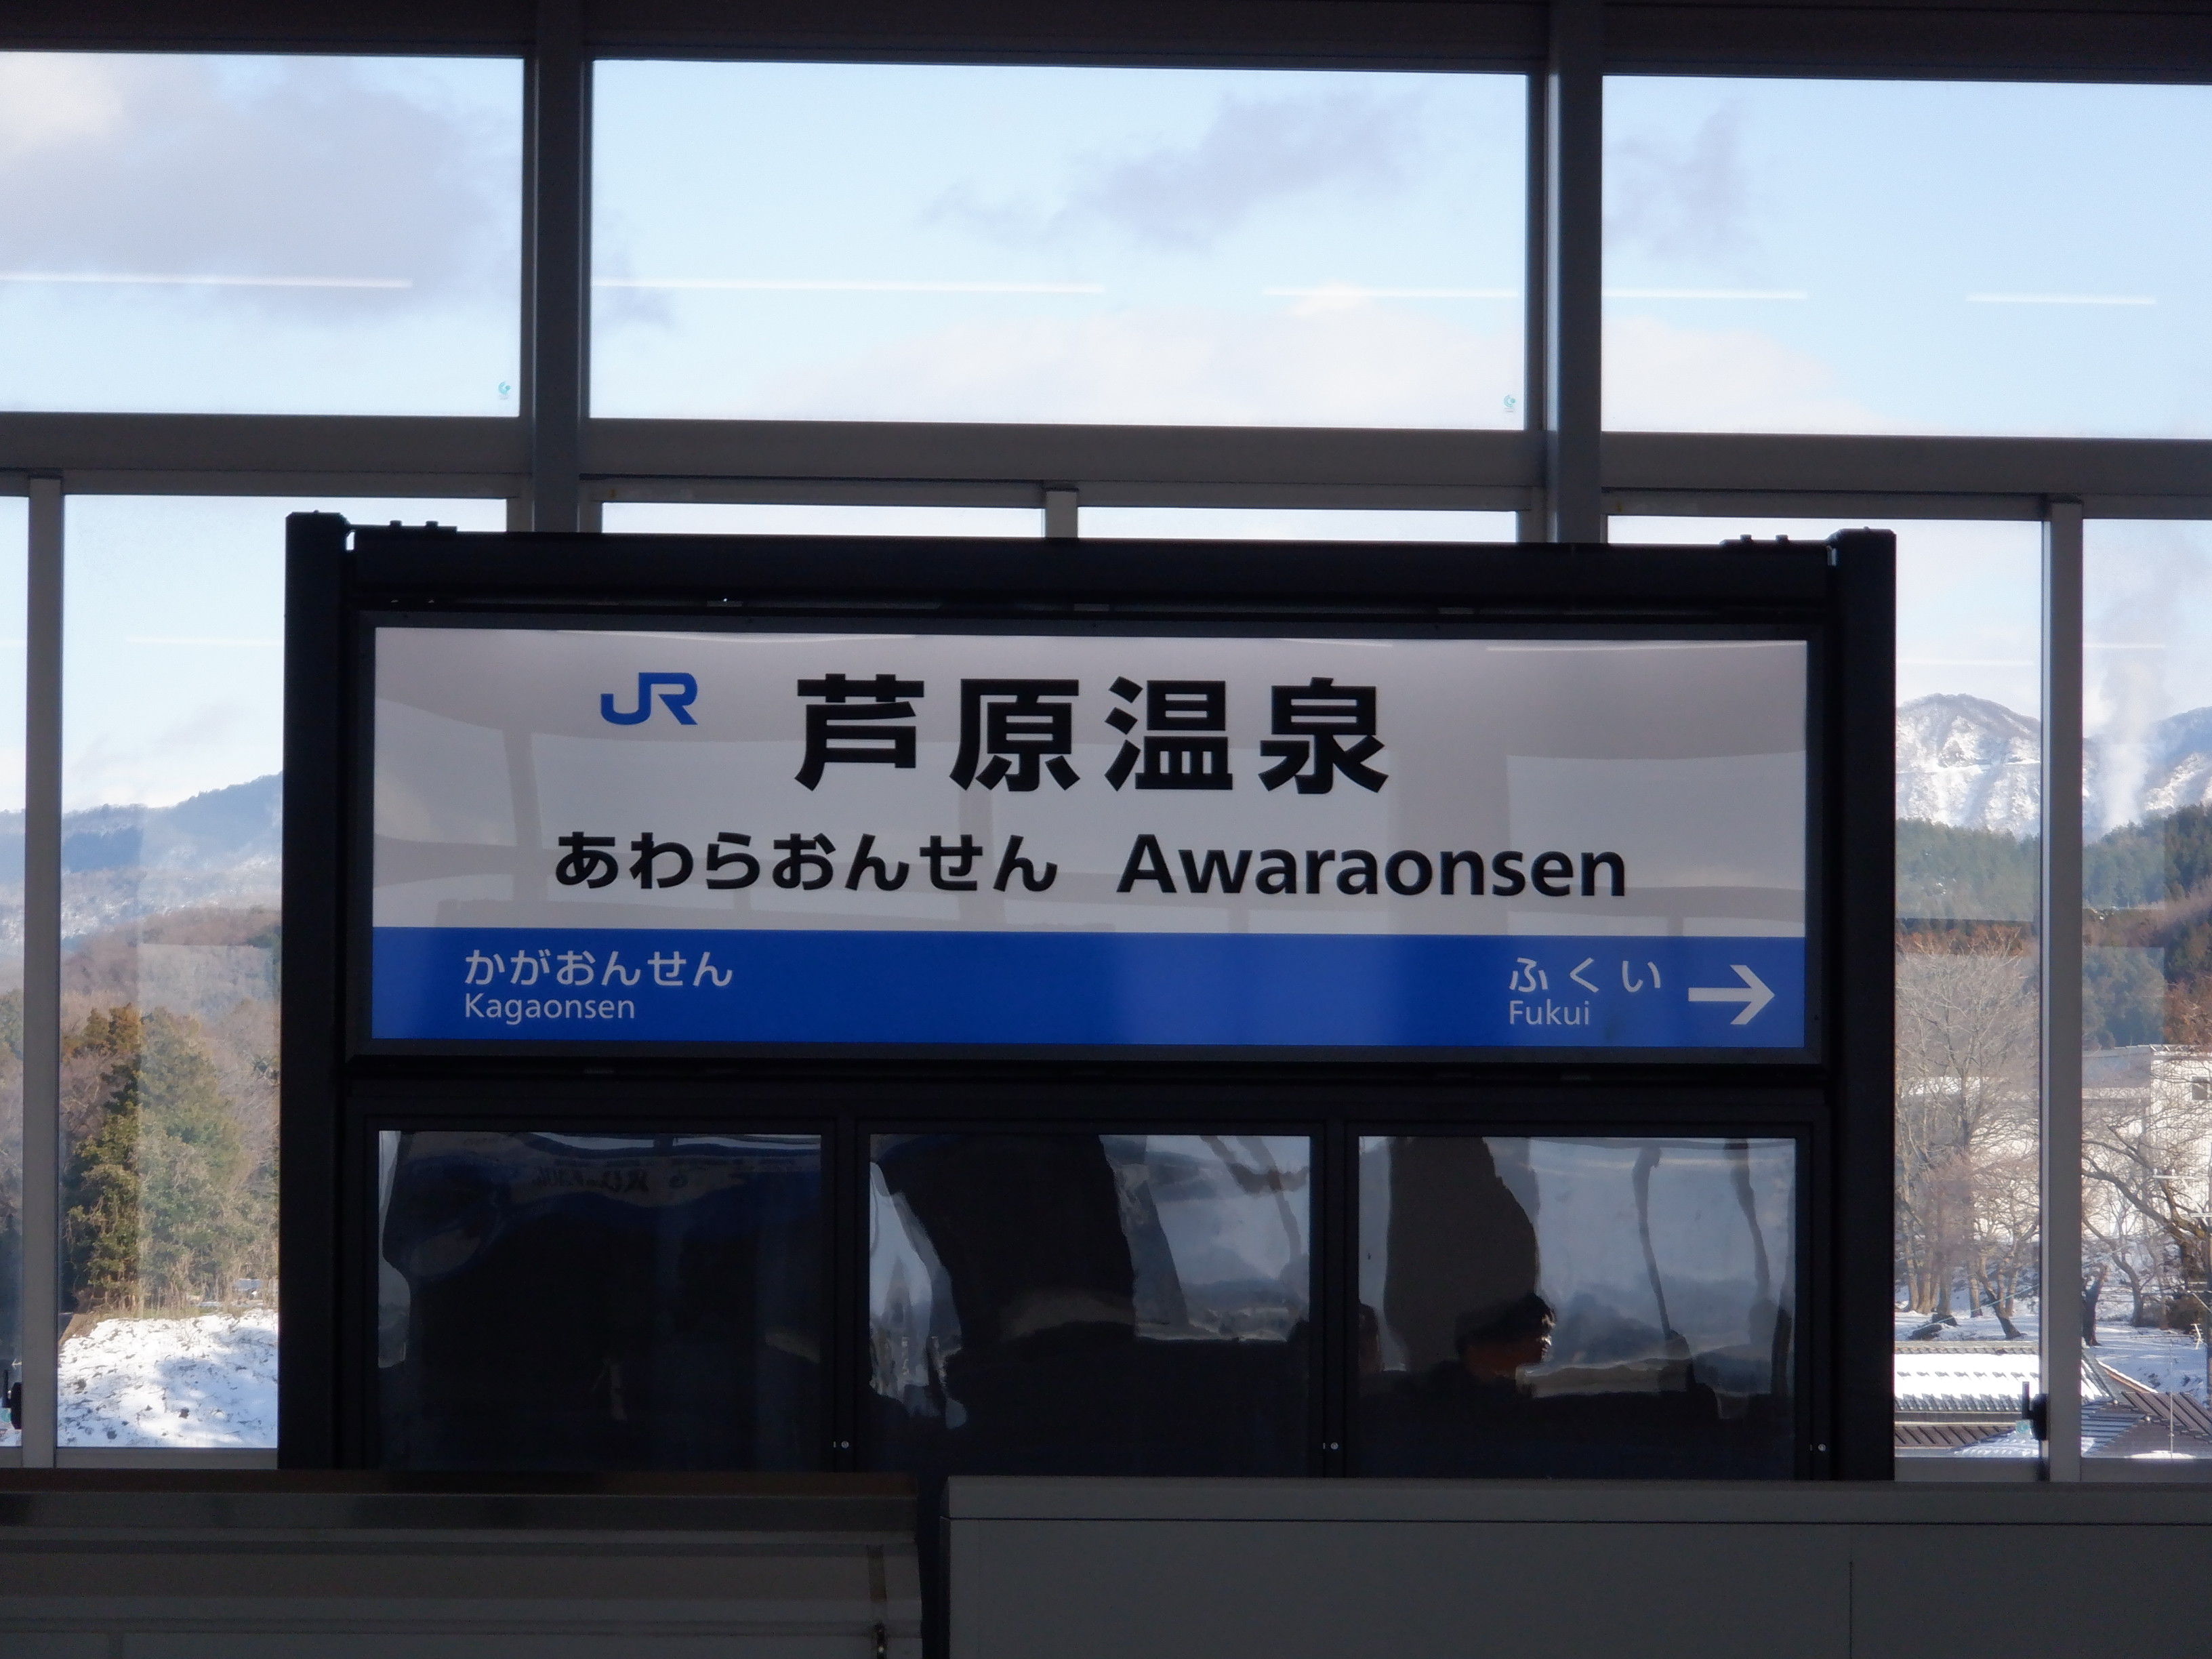 JR 芦原温泉
あわらおんせん Awaraonsen
かがおんせん
Kagaonsen
ふくい →
Fukui